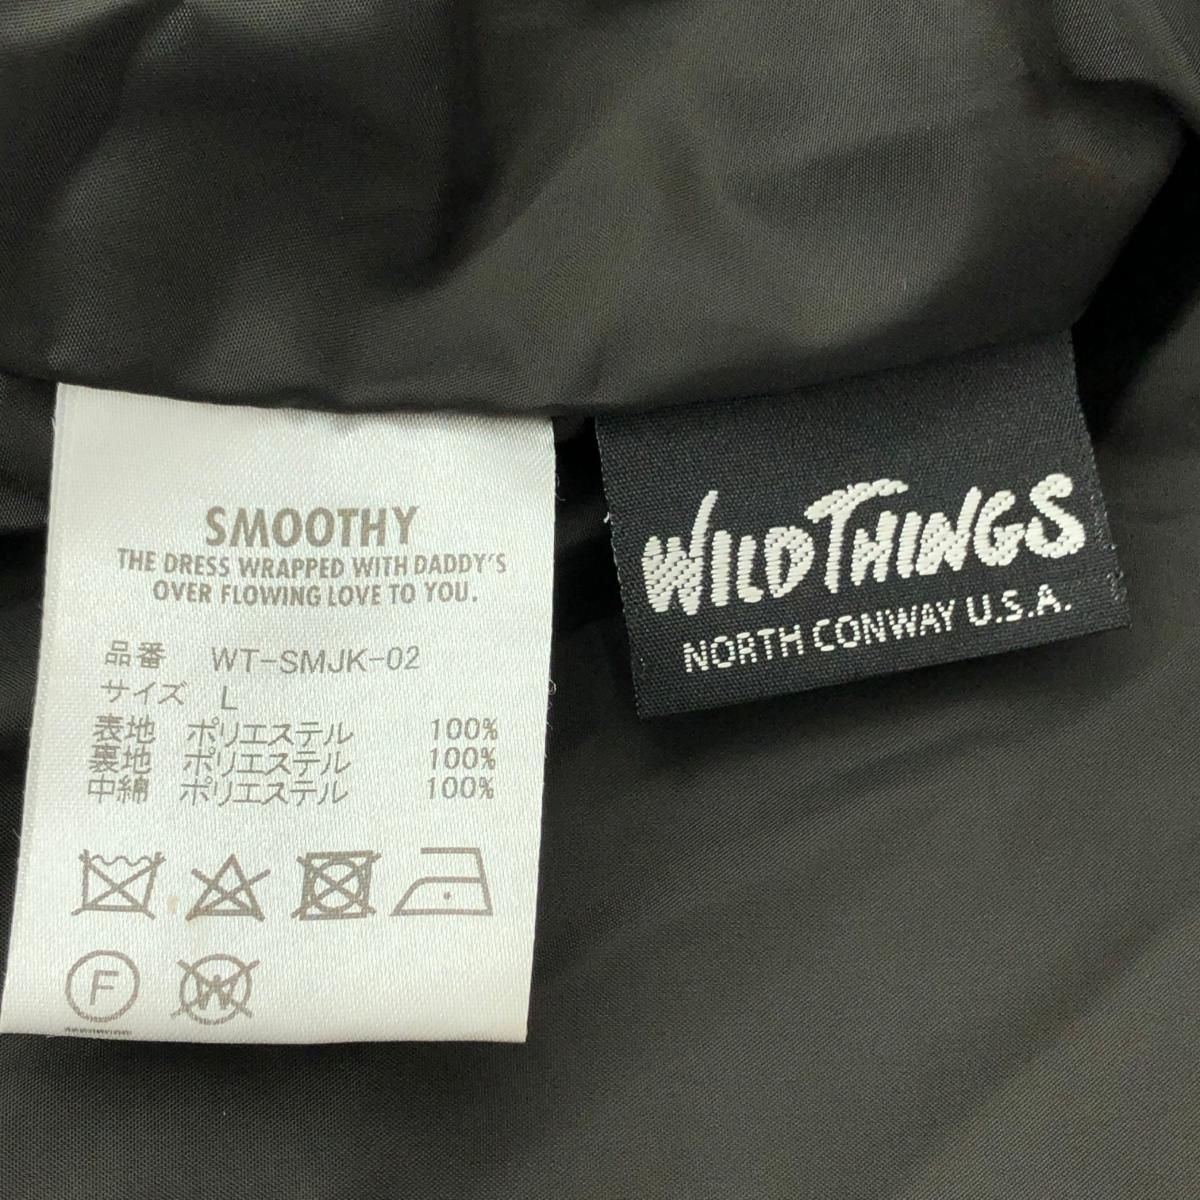 SMOOTHY
THE DRESS WRAPPED WITH DADDY'S
OVER FLOWING LOVE TO YOU.
品番 WT-SMJK-02
サイズ L
表地 ポリエステル 100%
裏地 ポリエステル 100%
中綿 ポリエステル 100%
F W
WILDTHINGS
NORTH CONWAY U.S.A.